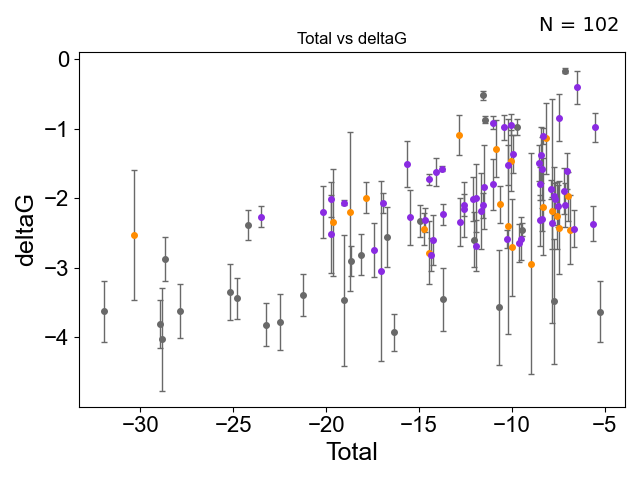 N = 102
Total vs deltaG
0
−1
−2
−3
−4
deltaG
−30 −25 −20 −15 −10 −5
Total